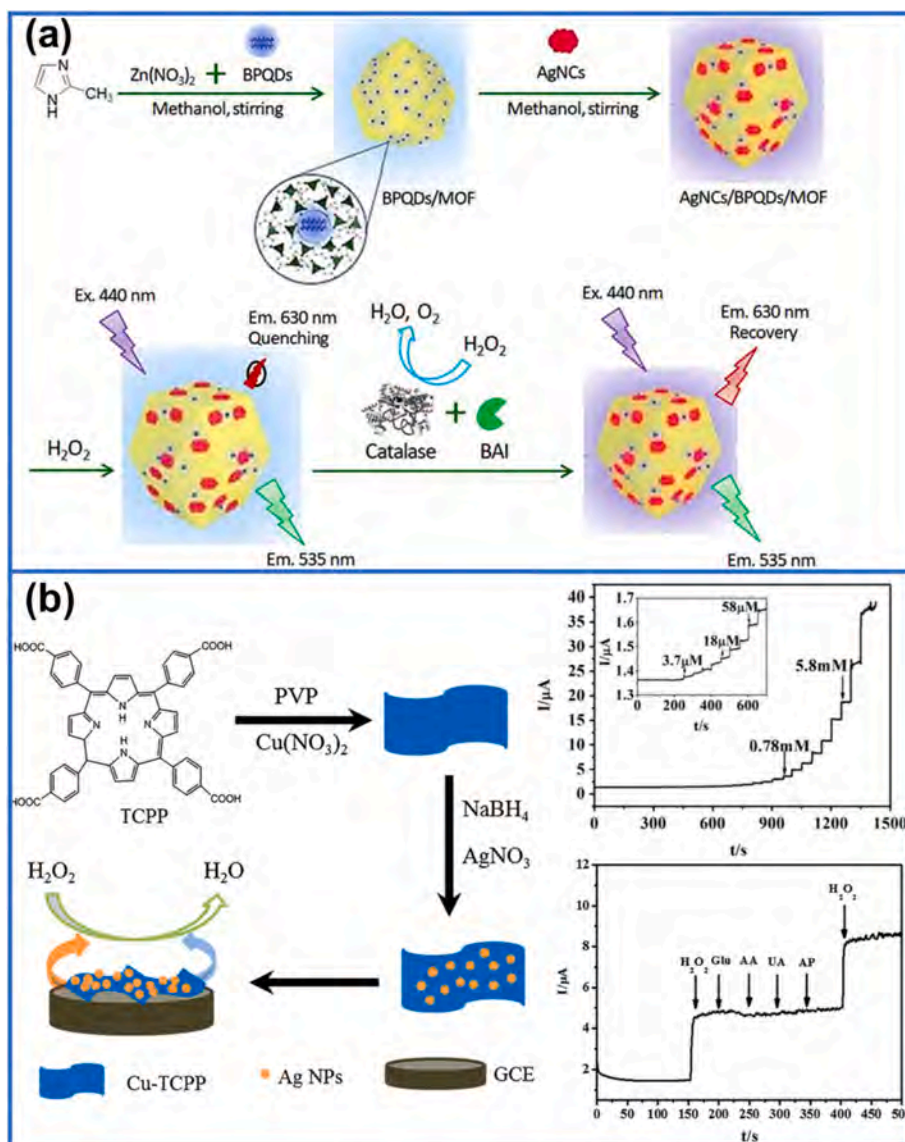 (a)
N
N
H
CH₃
Zn(NO₃)₂ + BPQDs
Methanol, stirring
AgNCs
Methanol, stirring
BPQDs/MOF
AgNCs/BPQDs/MOF
Ex. 440 nm
Em. 630 nm
Quenching
H₂O, O₂
H₂O₂
Ex. 440 nm
Em. 630 nm
Recovery
H₂O₂
Catalase + BAI
Em. 535 nm
Em. 535 nm
(b)
HOOC
COOH
N
H
N
N
H
N
HOOC
COOH
TCPP
PVP
Cu(NO₃)₂
NaBH₄
AgNO₃
H₂O₂
H₂O
Cu-TCPP
Ag NPs
GCE
I/μA
40
35
30
25
20
15
10
5
0
0 300 600 900 1200 1500
t/s
0.78mM
5.8mM
I/μA
1.7
1.6
1.5
1.4
1.3
0 200 400 600
t/s
3.7μM
18μM
58μM
I/μA
12
10
8
6
4
2
0 50 100 150 200 250 300 350 400 450 500
t/s
H₂O₂ Glu AA UA AP
H₂O₂